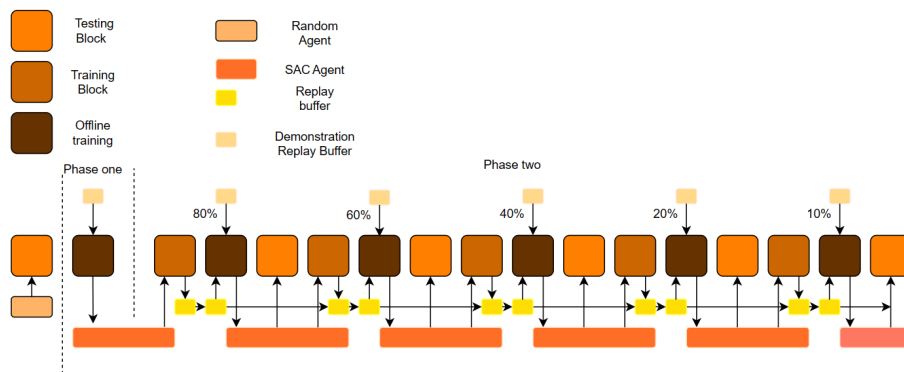 Testing
Block
Random
Agent
Training
Block
SAC Agent
Replay
buffer
Offline
training
Demonstration
Replay Buffer
Phase one
Phase two
80%
60%
40%
20%
10%